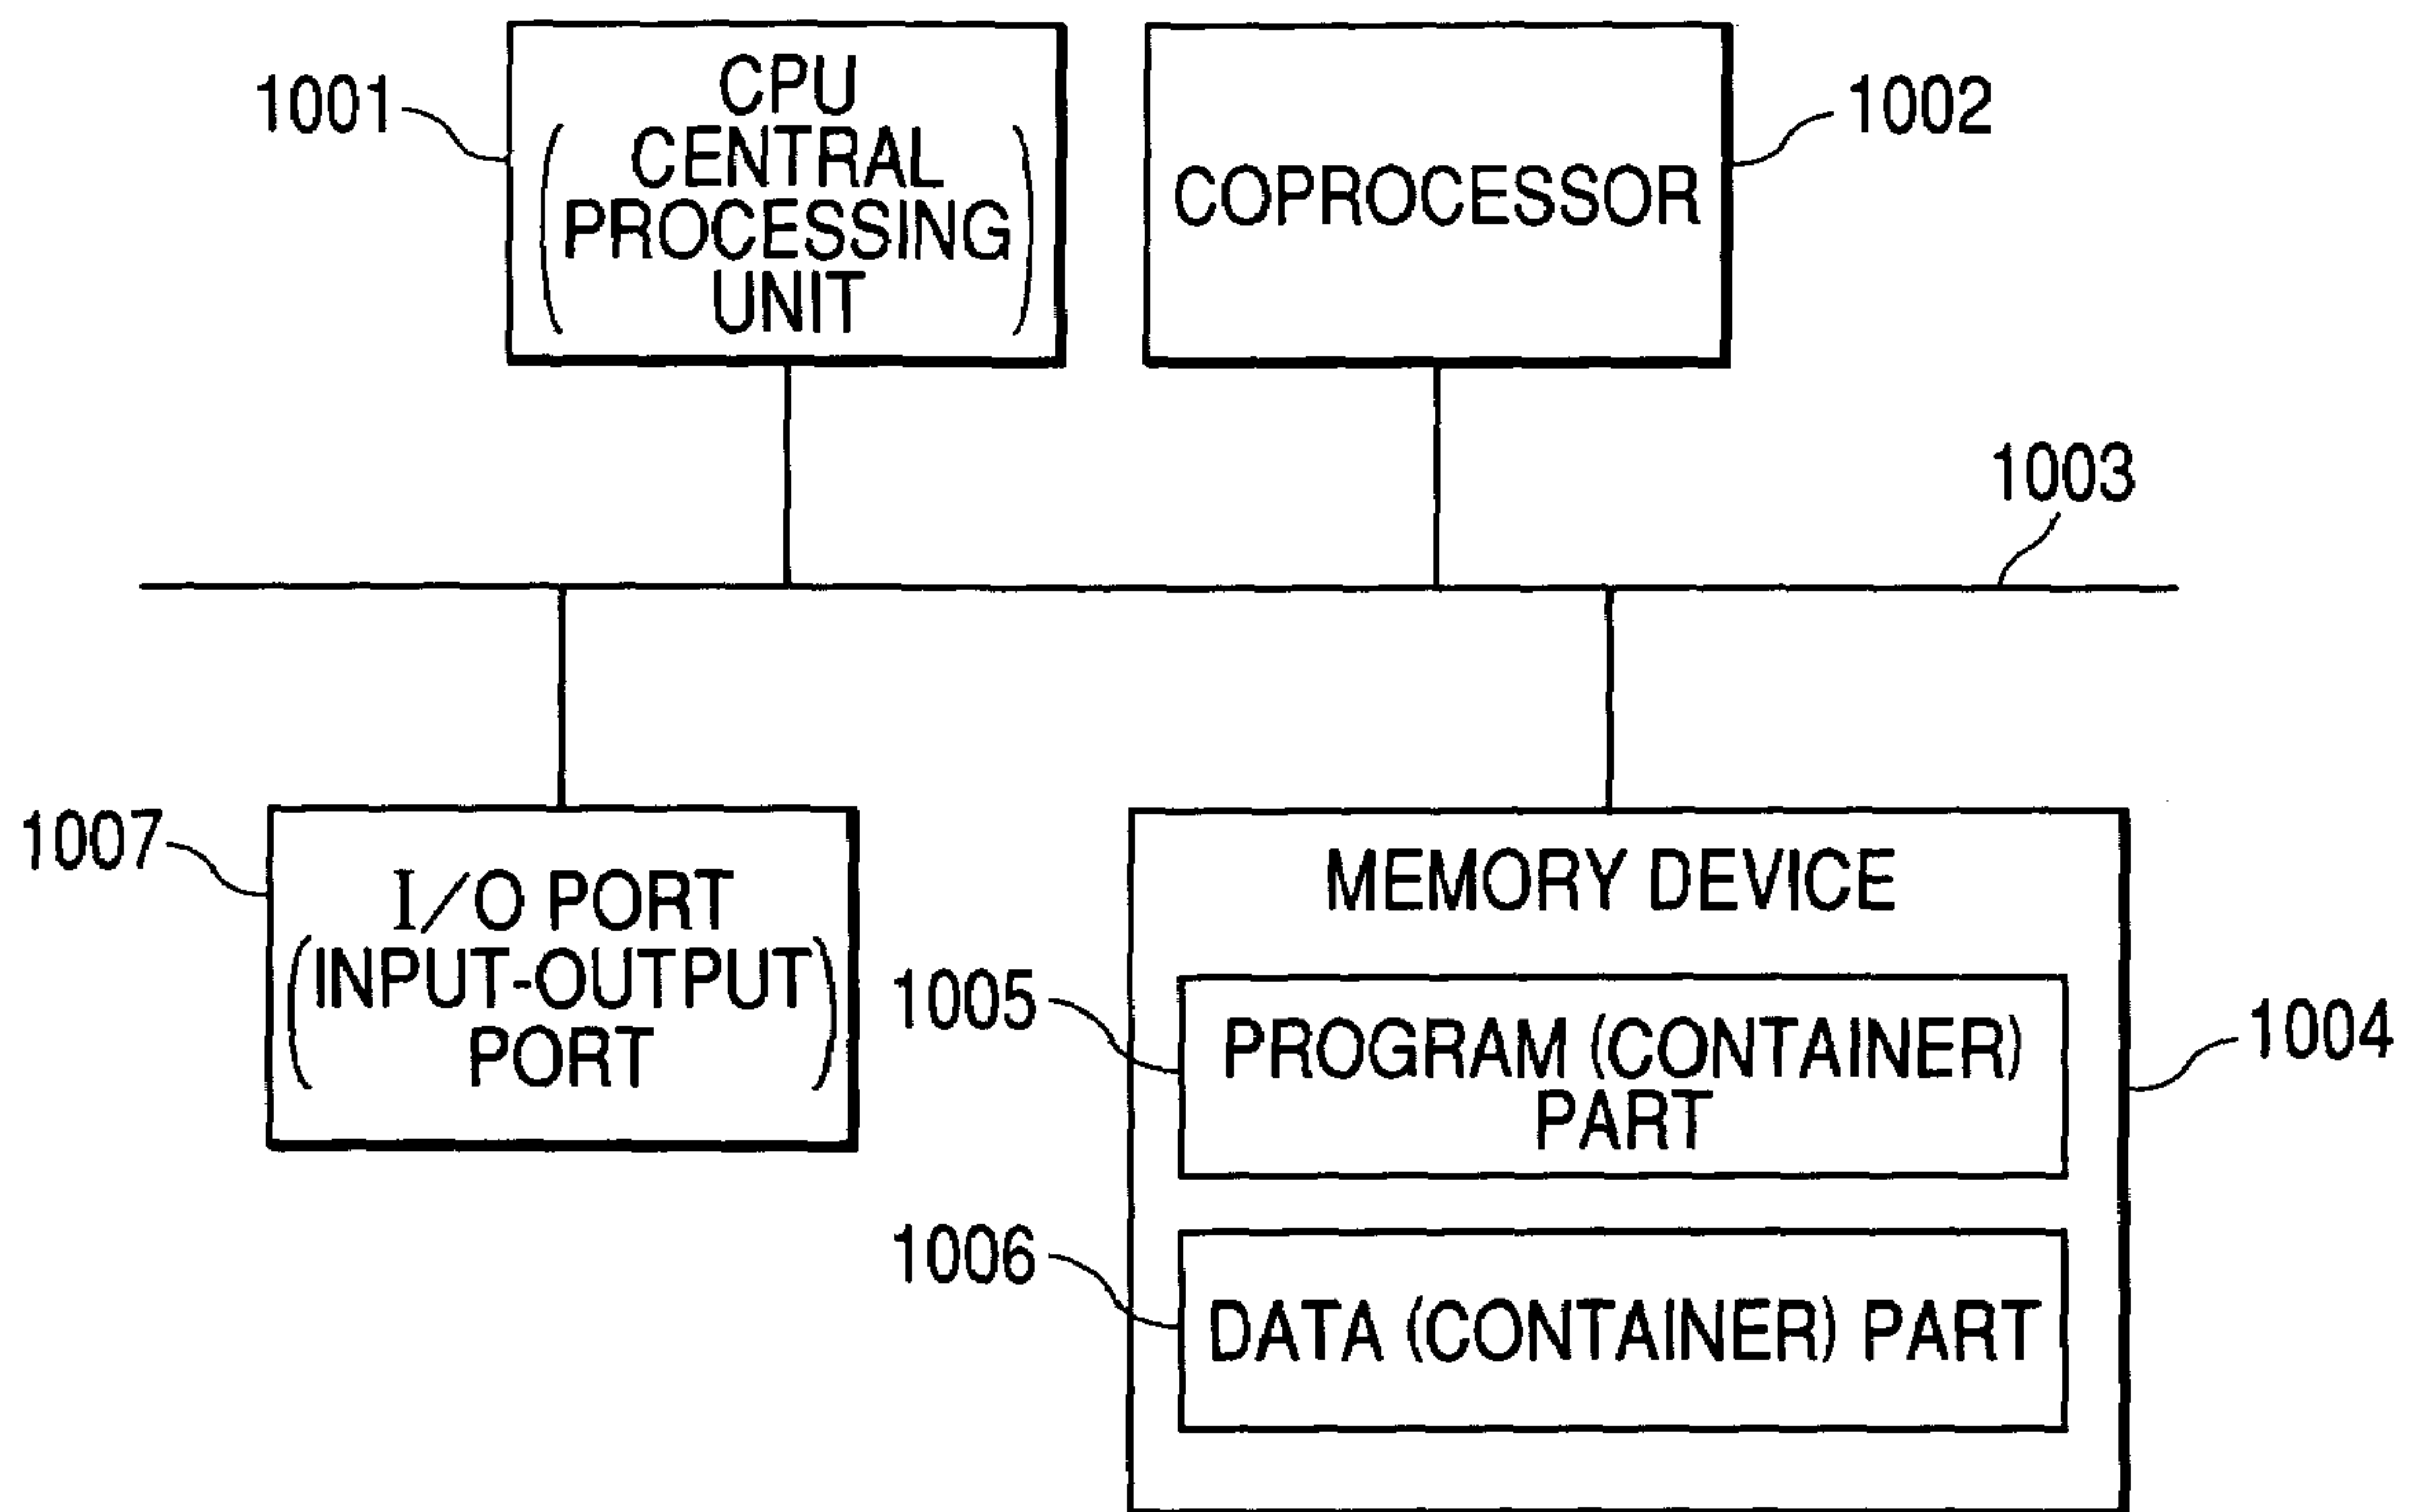 1001
CPU
CENTRAL
PROCESSING
UNIT
COPROCESSOR
1002
1003
1007
I/O PORT
(INPUT-OUTPUT
PORT)
MEMORY DEVICE
1005
PROGRAM (CONTAINER)
PART
1004
1006
DATA (CONTAINER) PART